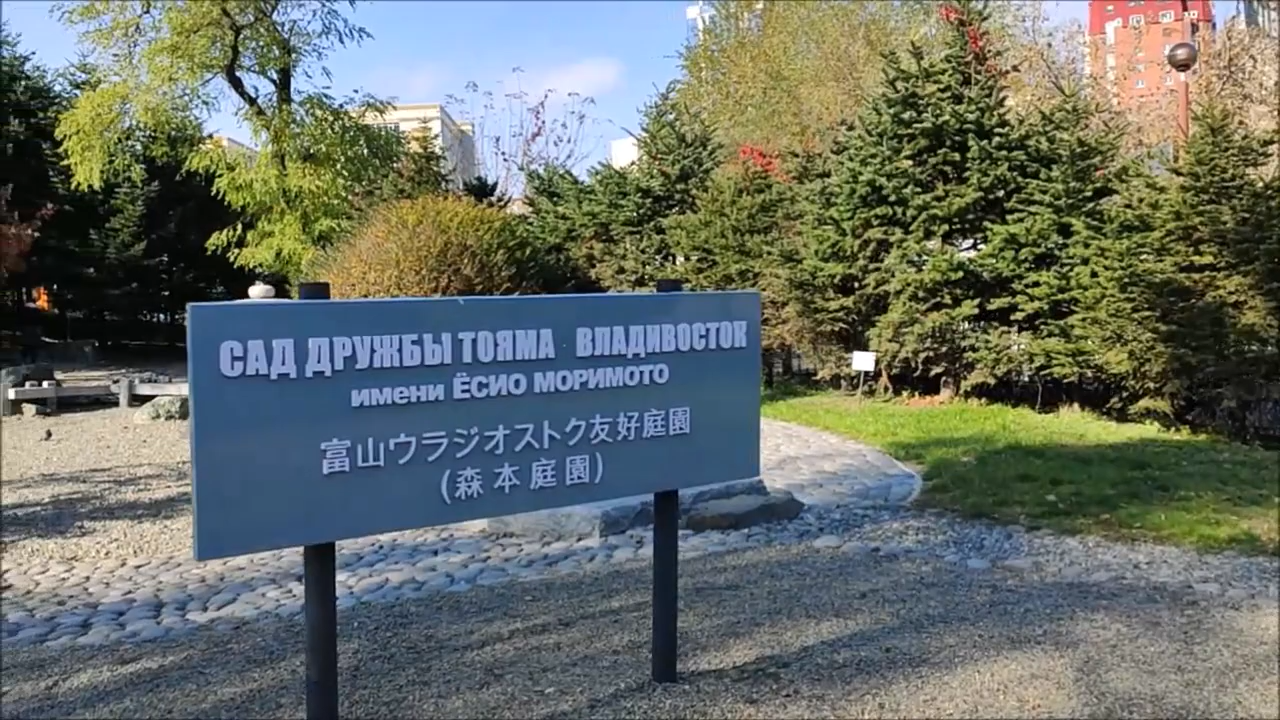 САД ДРУЖБЫ ТОЯМА ВЛАДИВОСТОК
имени ЁСИО МОРИМОТО
富山ウラジオストク友好庭園
(森本庭園)